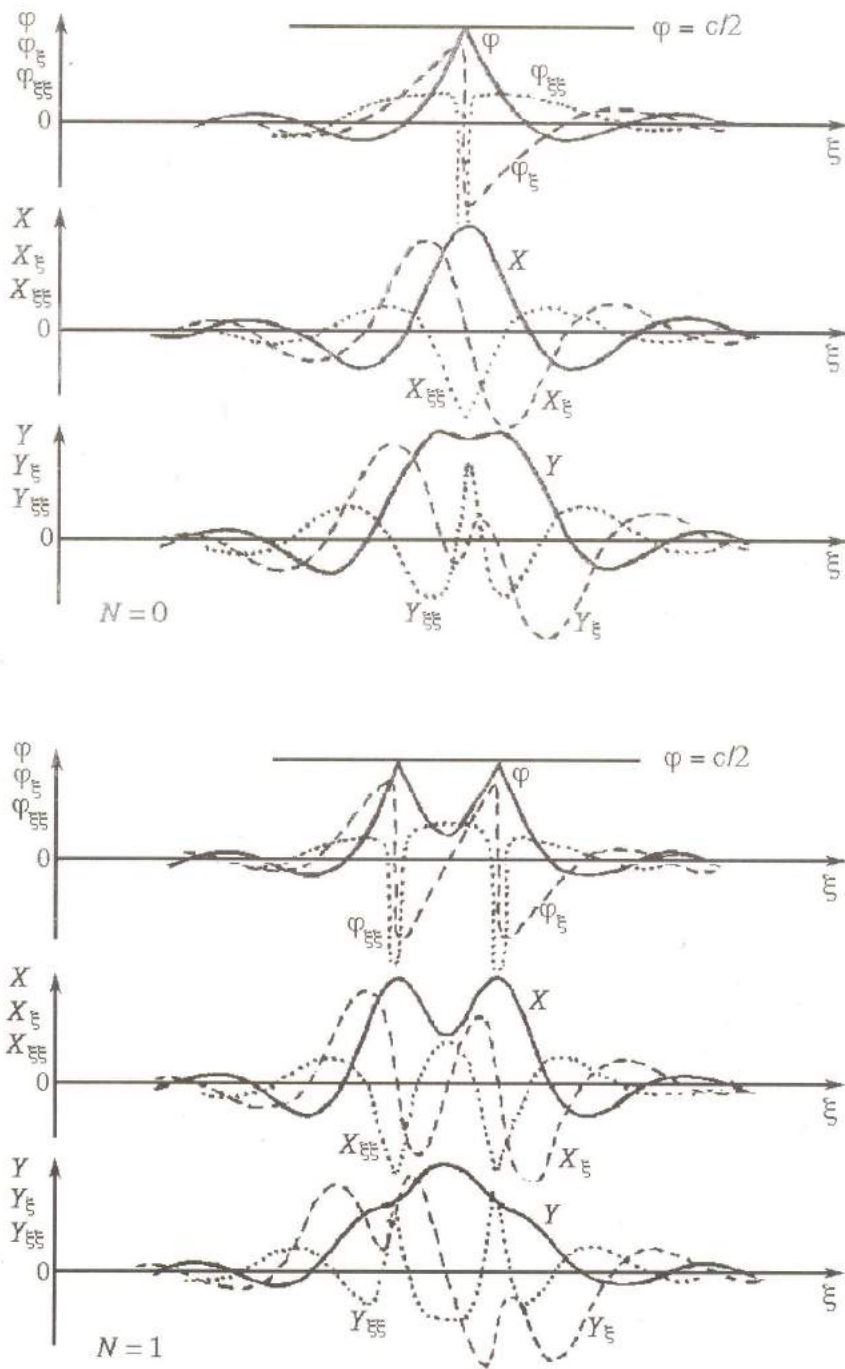 φ
φ = c/2
φξ
φ
φξξ
φξξ
0
ξ
φξ
X
Xξ
X
Xξξ
0
ξ
Xξξ
Xξ
Y
Yξ
Y
Yξξ
0
ξ
Yξξ
Yξ
N = 0
φ
φ = c/2
φξ
φ
φξξ
0
ξ
φξξ
φξ
X
Xξ
X
Xξξ
0
ξ
Xξξ
Xξ
Y
Yξ
Y
Yξξ
0
ξ
Yξξ
Yξ
N = 1